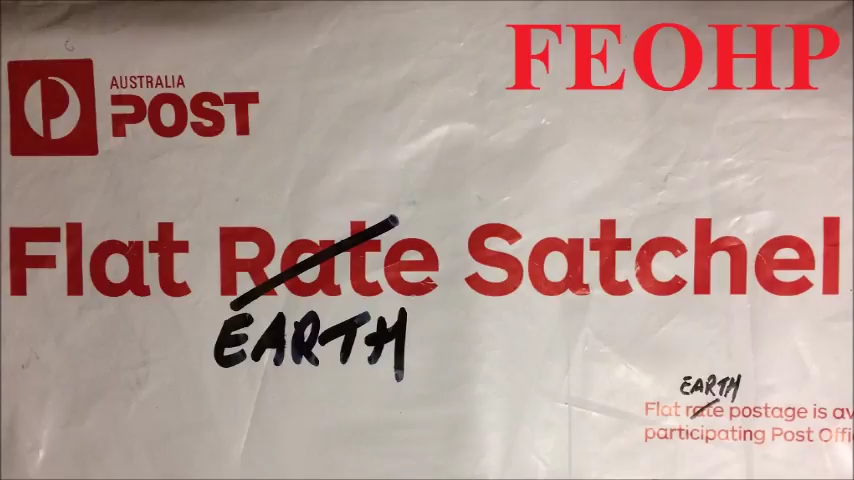 FEOHP
AUSTRALIA
POST
Flat Rate Satchel
EARTH
EARTH
Flat rate postage is av
participating Post Offi